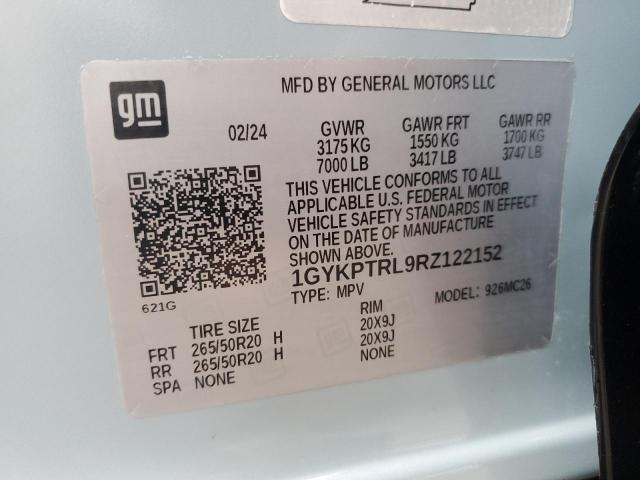 gm
MFD BY GENERAL MOTORS LLC
02/24 GVWR GAWR FRT GAWR RR
3175 KG 1550 KG 1700 KG
7000 LB 3417 LB 3747 LB
THIS VEHICLE CONFORMS TO ALL
APPLICABLE U.S. FEDERAL MOTOR
VEHICLE SAFETY STANDARDS IN EFFECT
ON THE DATE OF MANUFACTURE
SHOWN ABOVE.
1GYKPTRL9RZ122152
621G TYPE: MPV MODEL: 926MC26
TIRE SIZE RIM
FRT 265/50R20 H 20X9J
RR 265/50R20 H 20X9J
SPA NONE NONE